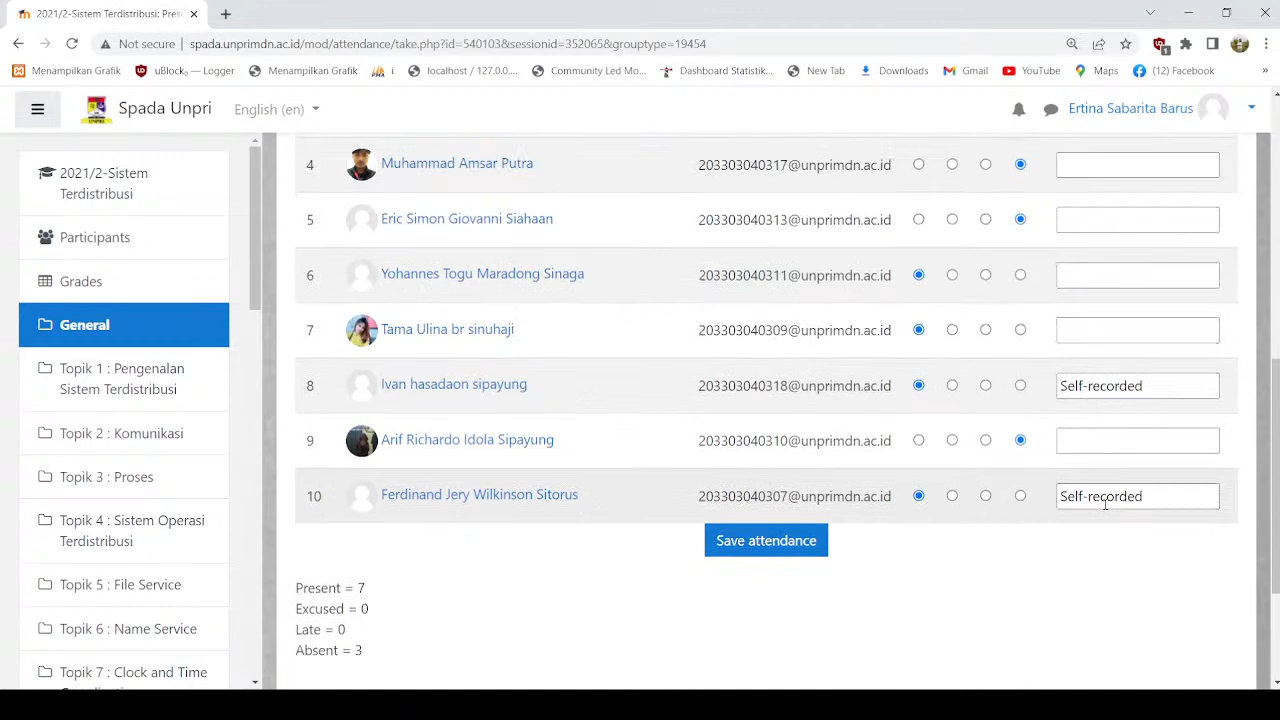 2021/2-Sistem Terdistribusi: Pres
Not secure | spada.unprimdn.ac.id/mod/attendance/take.php?id=540103&sessionid=352065&grouptype=19454
Menampilkan Grafik
uBlock₀ — Logger
Menampilkan Grafik
i
localhost / 127.0.0....
Community Led Mo...
Dashboard Statistik...
New Tab
Downloads
Gmail
YouTube
Maps
(12) Facebook
»
Spada Unpri
English (en)
Ertina Sabarita Barus
2021/2-Sistem
Terdistribusi
Participants
Grades
General
Topik 1 : Pengenalan
Sistem Terdistribusi
Topik 2 : Komunikasi
Topik 3 : Proses
Topik 4 : Sistem Operasi
Terdistribusi
Topik 5 : File Service
Topik 6 : Name Service
Topik 7 : Clock and Time
4 Muhammad Amsar Putra 203303040317@unprimdn.ac.id
5 Eric Simon Giovanni Siahaan 203303040313@unprimdn.ac.id
6 Yohannes Togu Maradong Sinaga 203303040311@unprimdn.ac.id
7 Tama Ulina br sinuhaji 203303040309@unprimdn.ac.id
8 Ivan hasadaon sipayung 203303040318@unprimdn.ac.id Self-recorded
9 Arif Richardo Idola Sipayung 203303040310@unprimdn.ac.id
10 Ferdinand Jery Wilkinson Sitorus 203303040307@unprimdn.ac.id Self-recorded
Save attendance
Present = 7
Excused = 0
Late = 0
Absent = 3